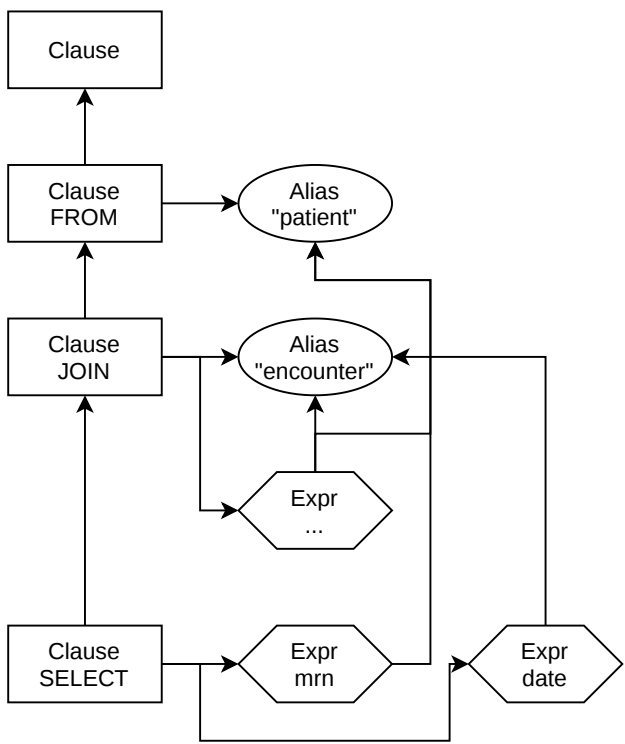 Clause
Clause
FROM
Alias
"patient"
Clause
JOIN
Alias
"encounter"
Expr
...
Clause
SELECT
Expr
mrn
Expr
date